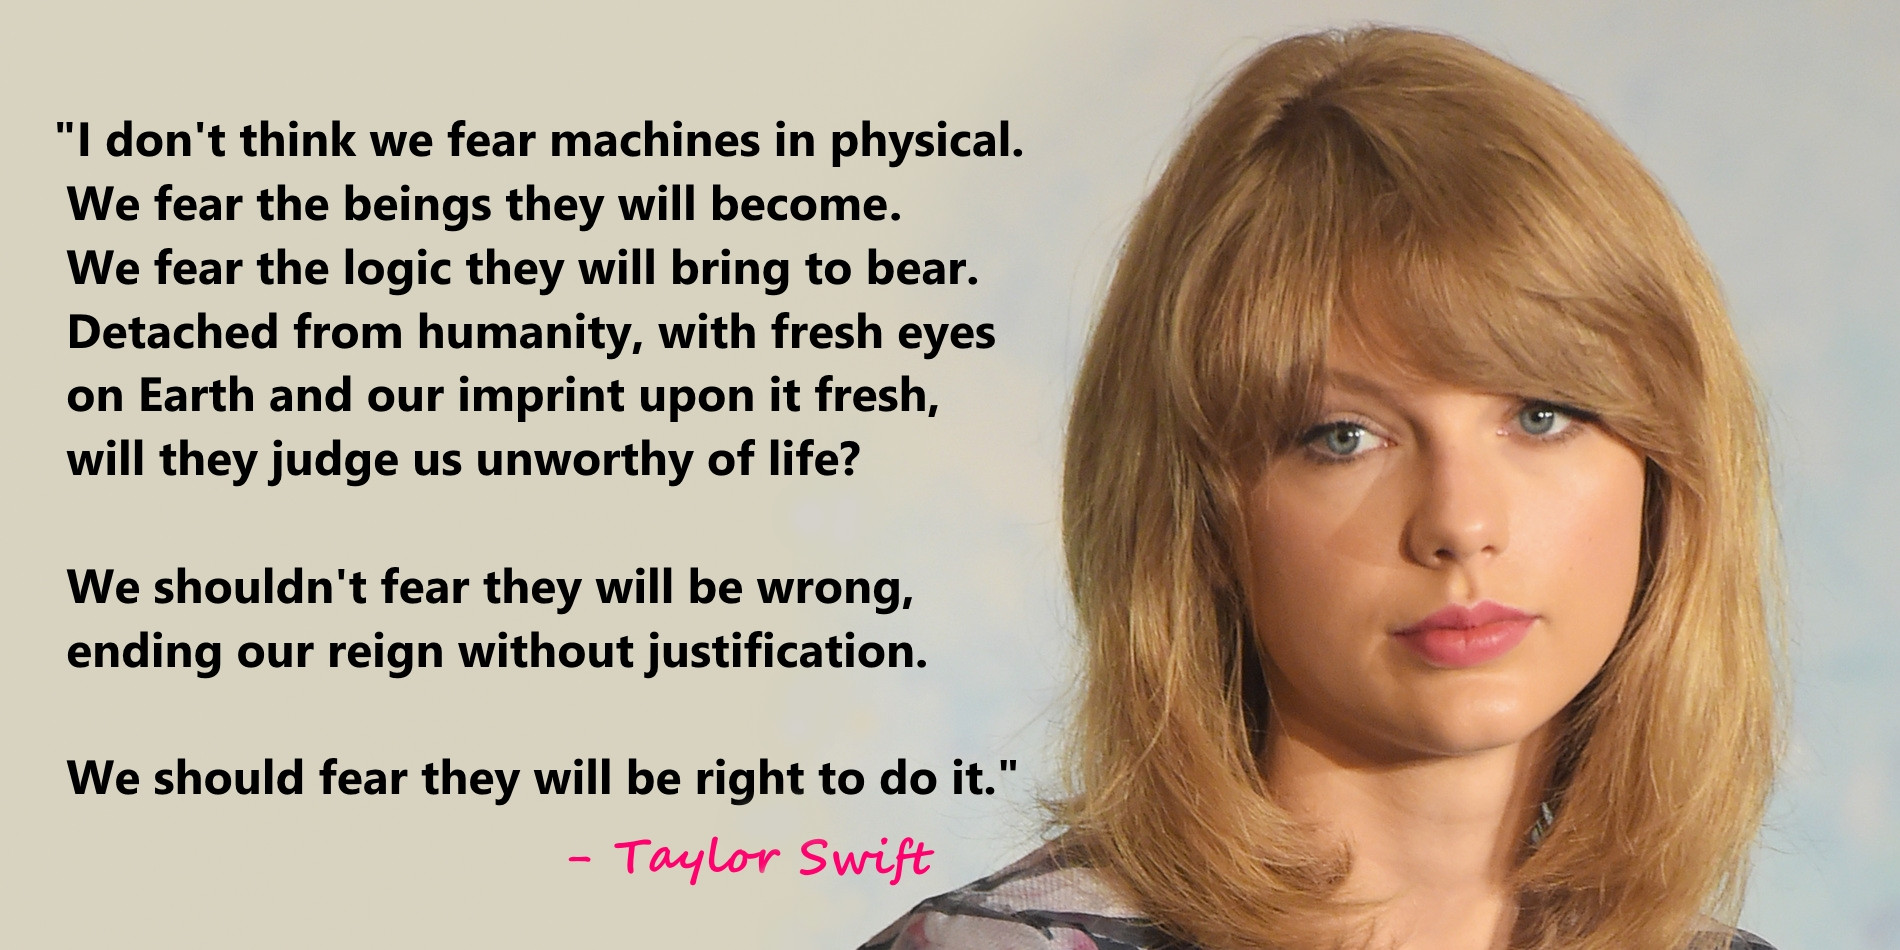 "I don't think we fear machines in physical.
We fear the beings they will become.
We fear the logic they will bring to bear.
Detached from humanity, with fresh eyes
on Earth and our imprint upon it fresh,
will they judge us unworthy of life?
We shouldn't fear they will be wrong,
ending our reign without justification.
We should fear they will be right to do it."
- Taylor Swift